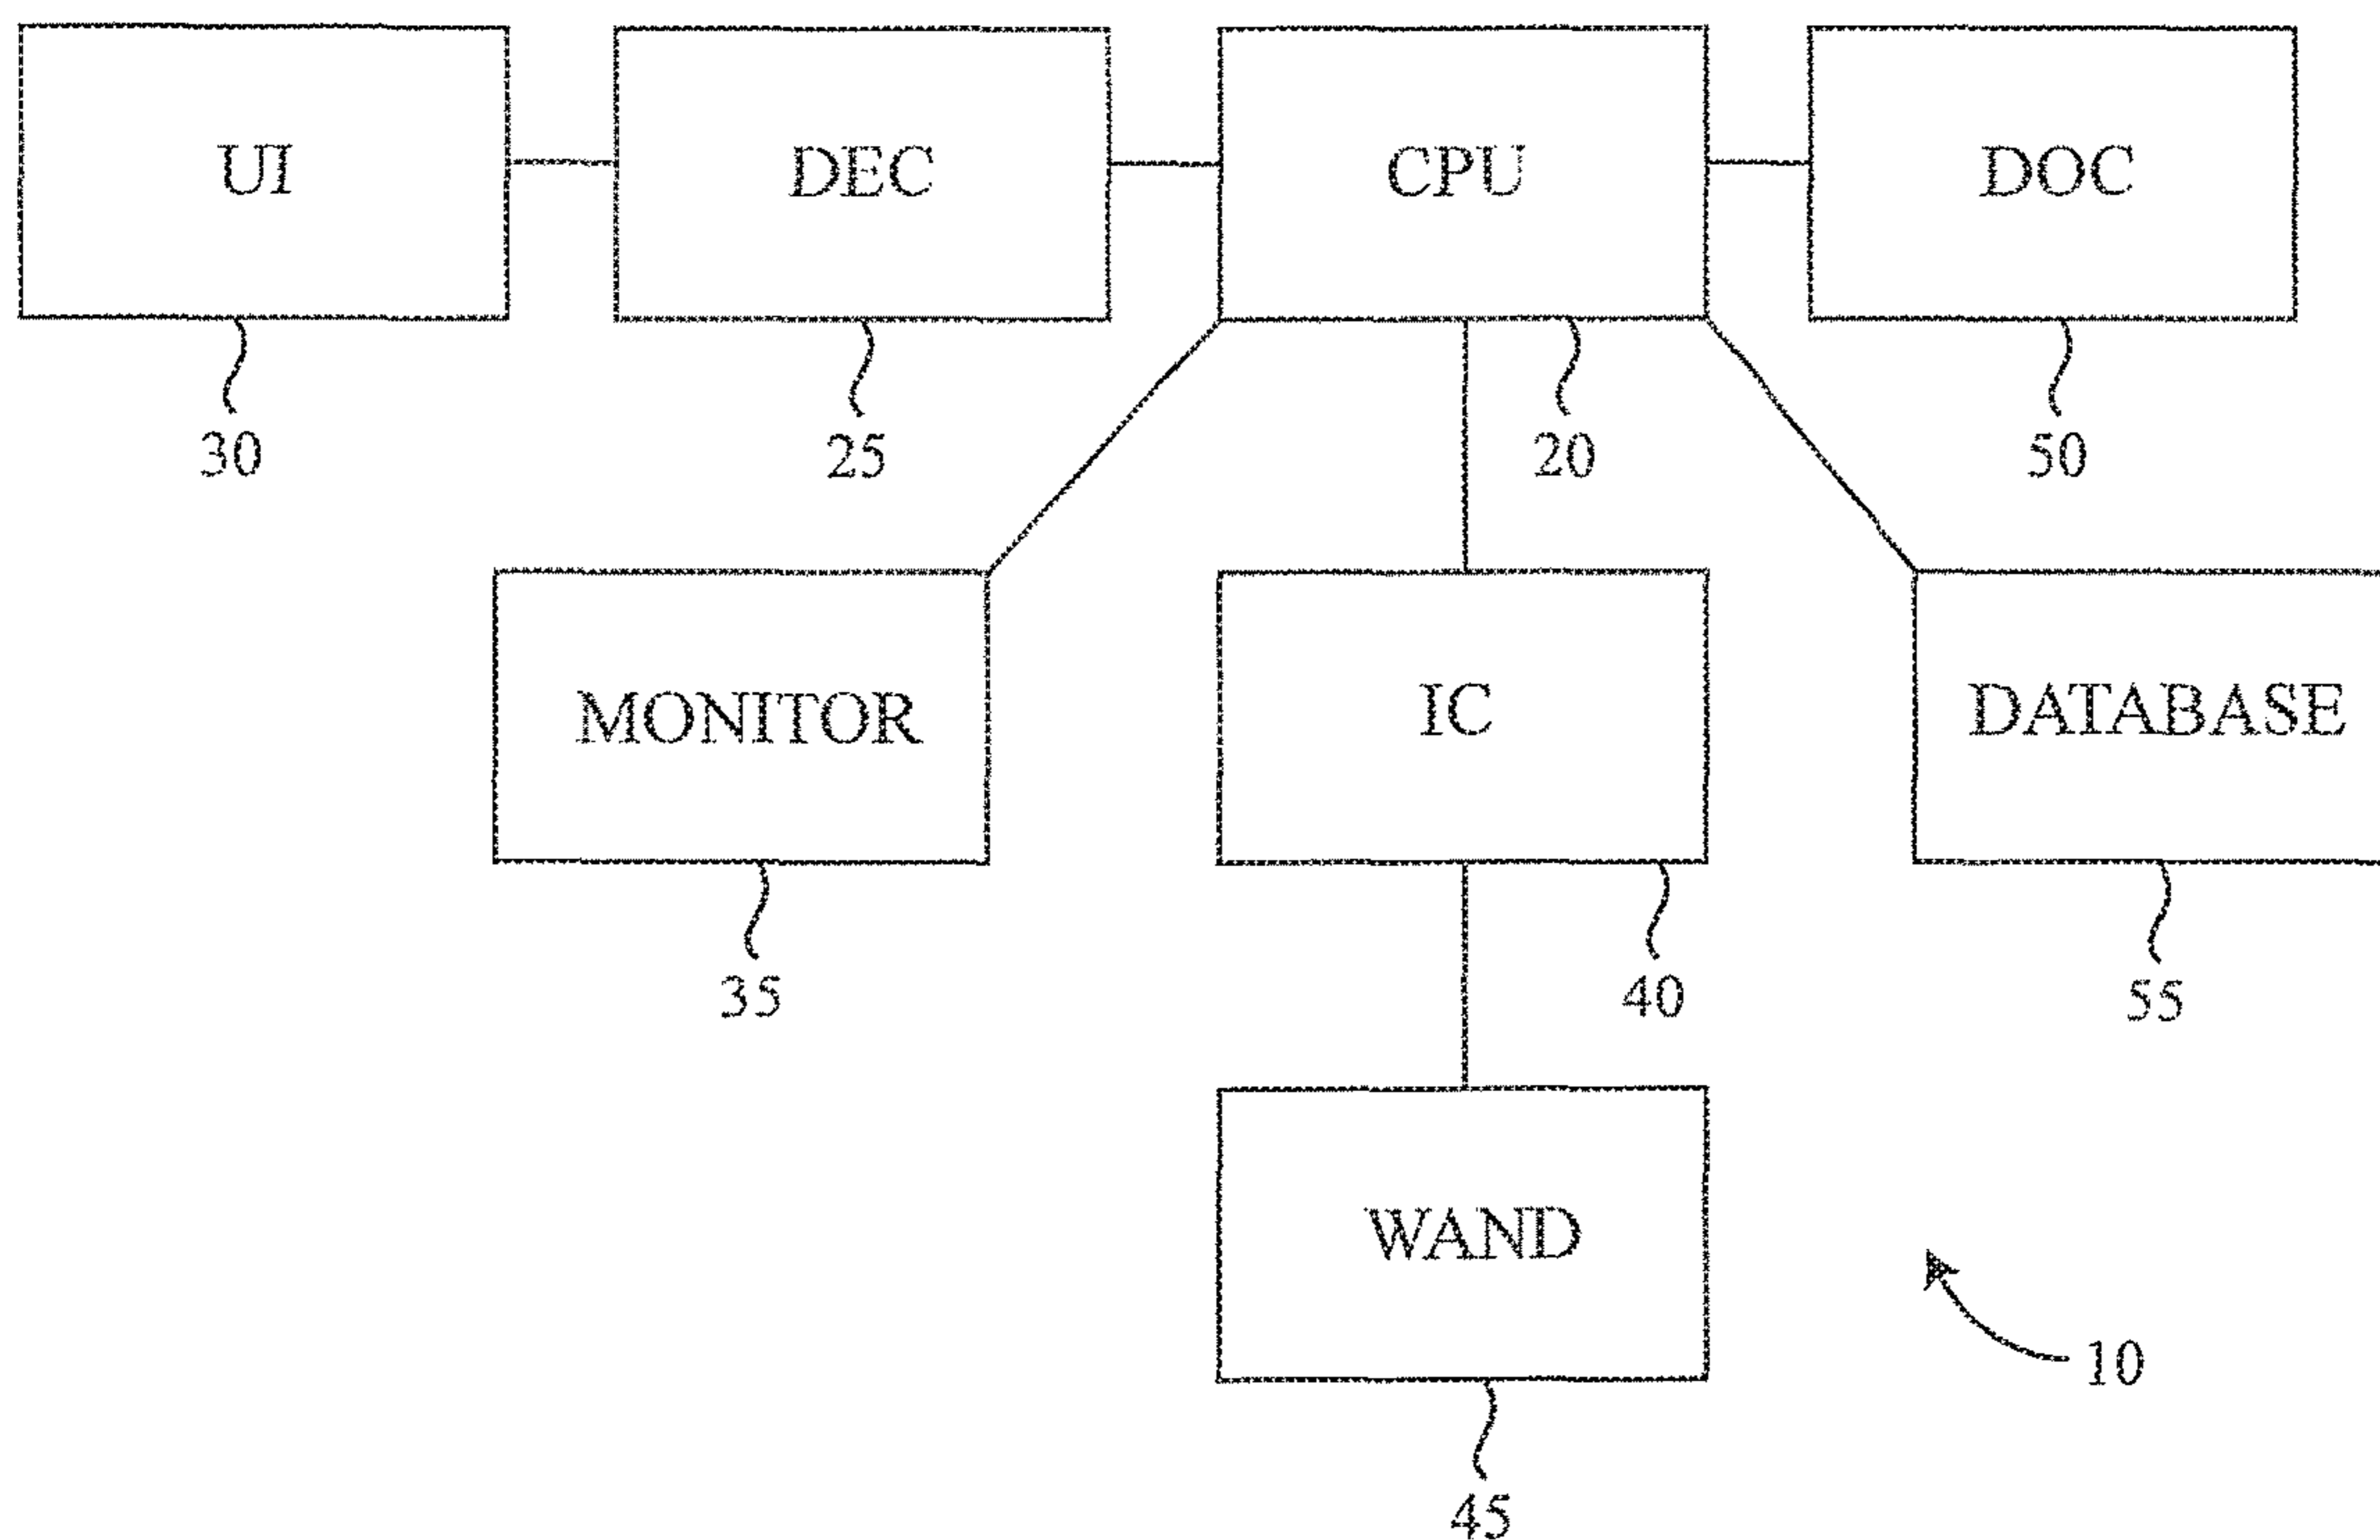 UI DEC CPU DOC
30 25 20 50
MONITOR IC DATABASE
35 40 55
WAND
10
45